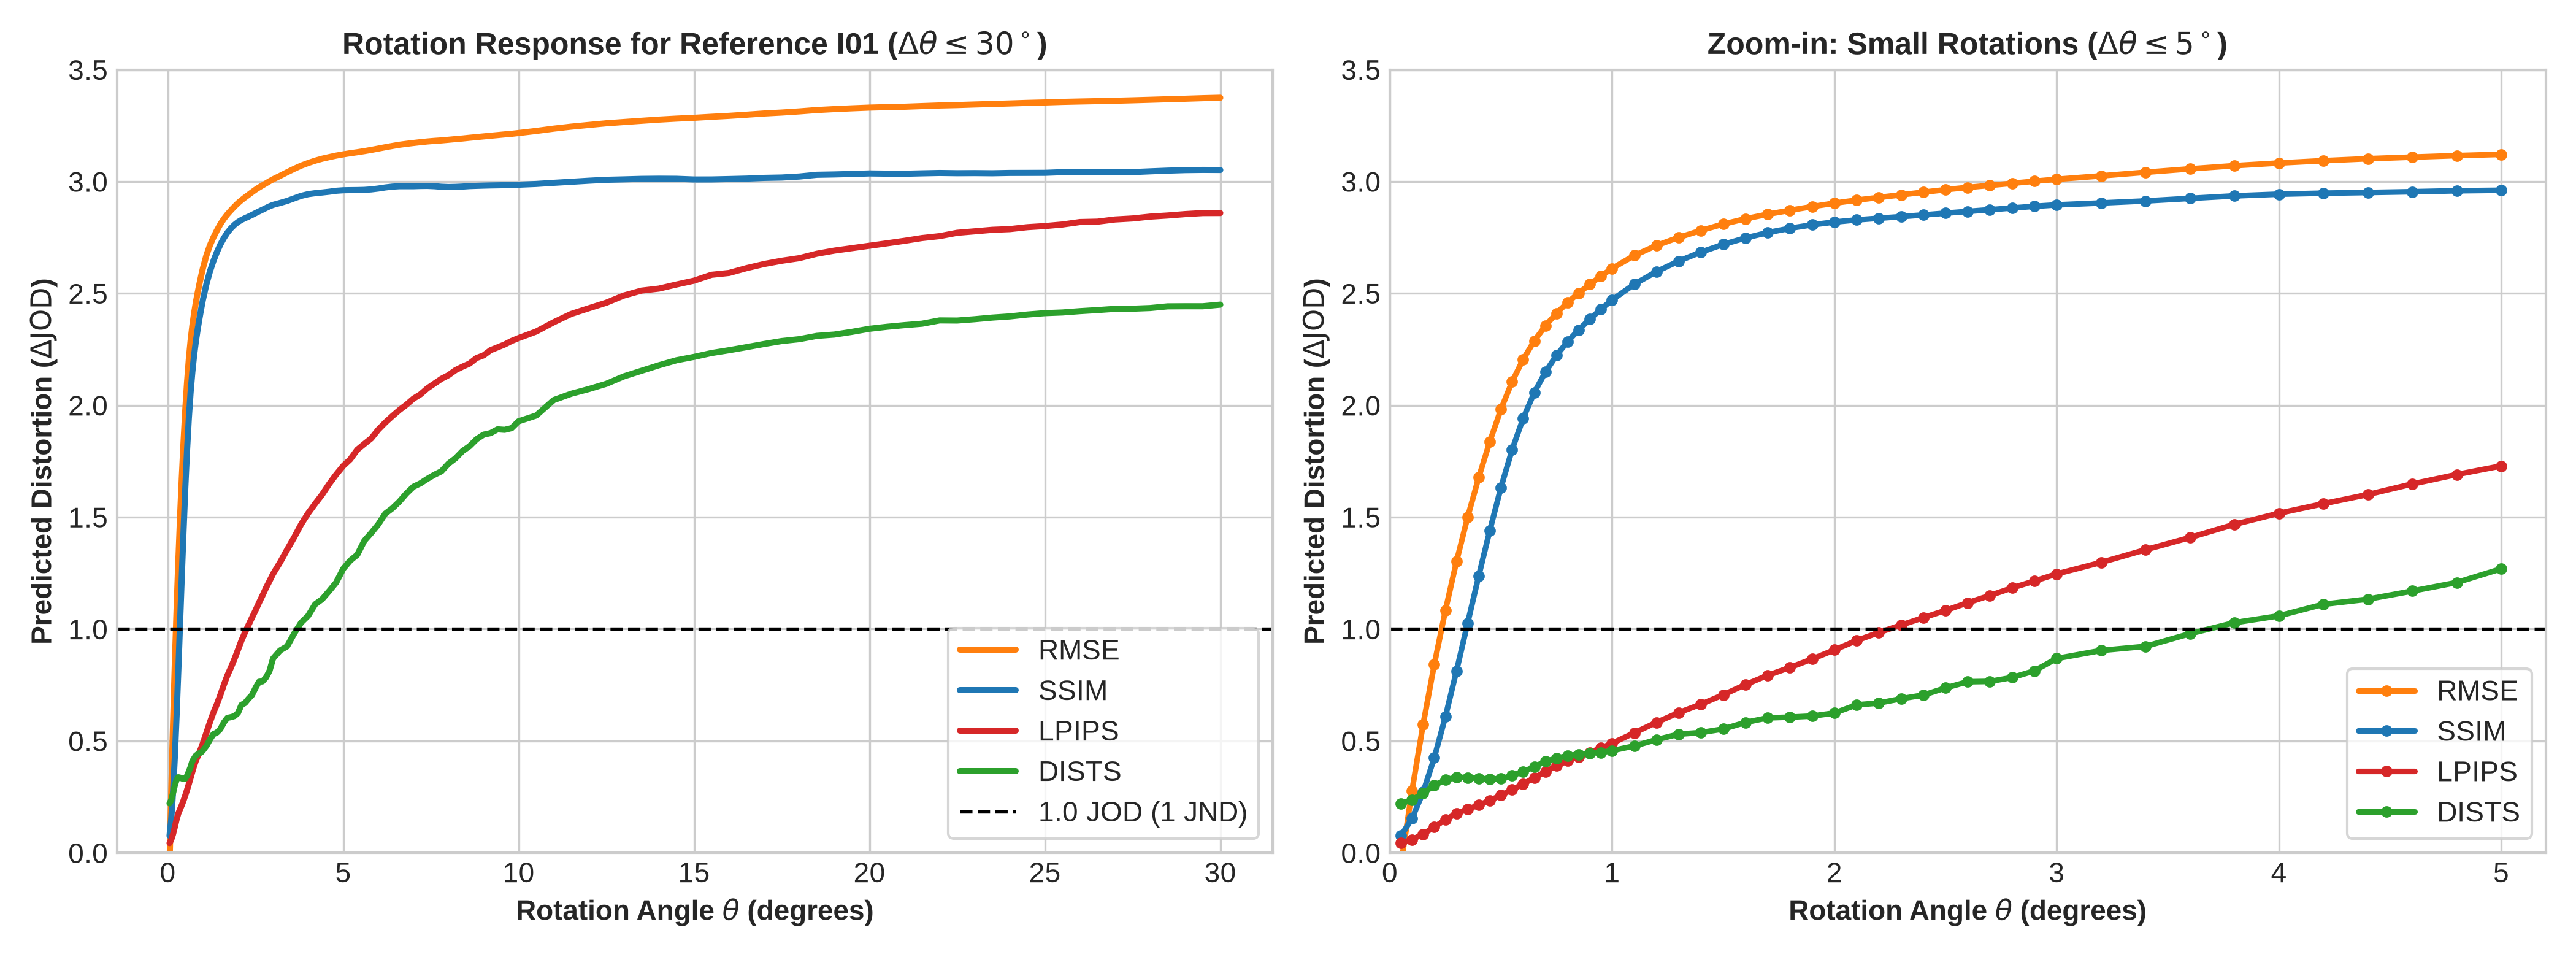 Rotation Response for Reference I01 (Δθ ≤ 30°)
Predicted Distortion (ΔJOD)
3.5
3.0
2.5
2.0
1.5
1.0
0.5
0.0
RMSE
SSIM
LPIPS
DISTS
1.0 JOD (1 JND)
0 5 10 15 20 25 30
Rotation Angle θ (degrees)
Zoom-in: Small Rotations (Δθ ≤ 5°)
Predicted Distortion (ΔJOD)
3.5
3.0
2.5
2.0
1.5
1.0
0.5
0.0
RMSE
SSIM
LPIPS
DISTS
0 1 2 3 4 5
Rotation Angle θ (degrees)